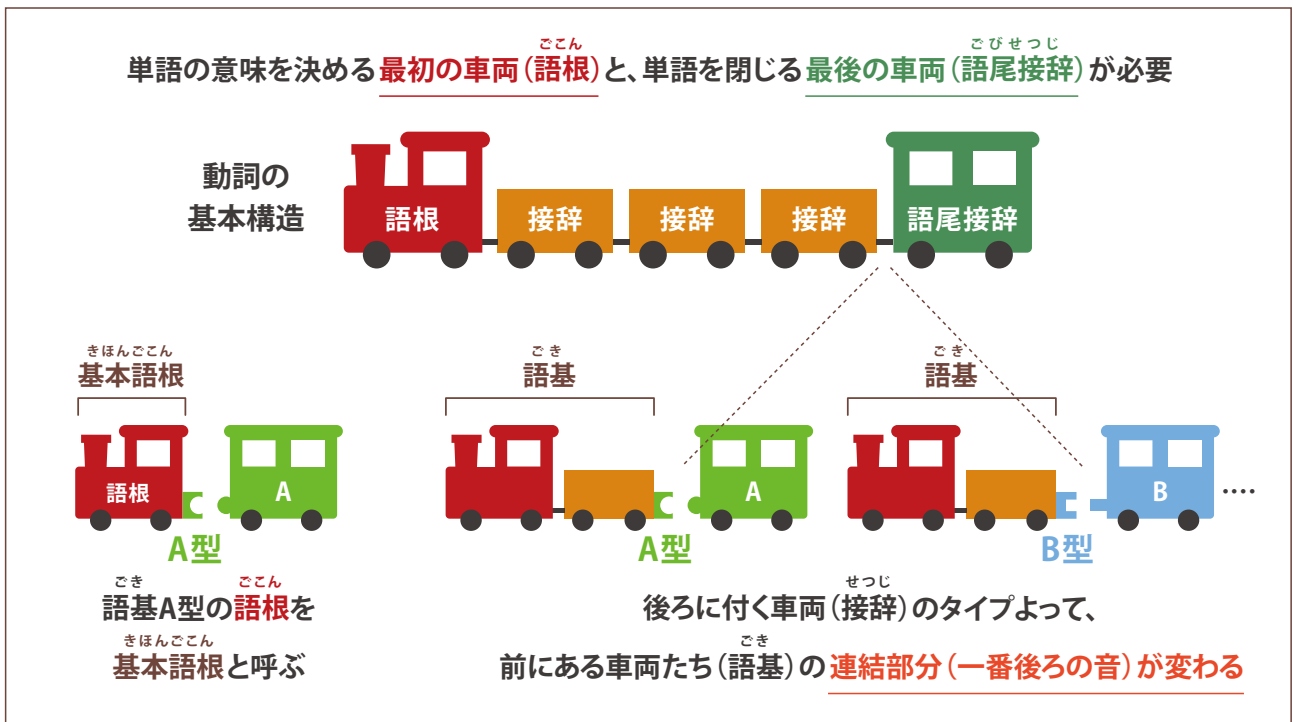 ごこん ごびせつじ
単語の意味を決める最初の車両(語根)と、単語を閉じる最後の車両(語尾接辞)が必要
動詞の
基本構造
語根 接辞 接辞 接辞 語尾接辞
きほんごこん
基本語根
語根 A
A型
ごき ごこん
語基A型の語根を
きほんごこん
基本語根と呼ぶ
ごき ごき
語基 語基
A B ....
A型 B型
せつじ
後ろに付く車両(接辞)のタイプよって、
ごき
前にある車両たち(語基)の連結部分(一番後ろの音)が変わる